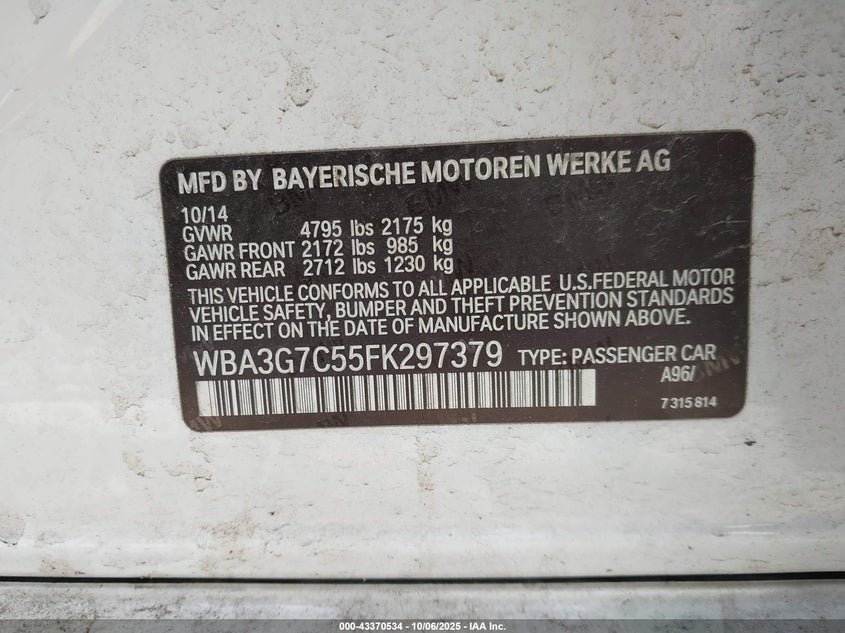 MFD BY BAYERISCHE MOTOREN WERKE AG
10/14
GVWR 4795 lbs 2175 kg
GAWR FRONT 2172 lbs 985 kg
GAWR REAR 2712 lbs 1230 kg
THIS VEHICLE CONFORMS TO ALL APPLICABLE U.S.FEDERAL MOTOR
VEHICLE SAFETY, BUMPER AND THEFT PREVENTION STANDARDS
IN EFFECT ON THE DATE OF MANUFACTURE SHOWN ABOVE.
WBA3G7C55FK297379 TYPE: PASSENGER CAR
A96/
7 315 814
000-43370534 - 10/06/2025 - IAA Inc.